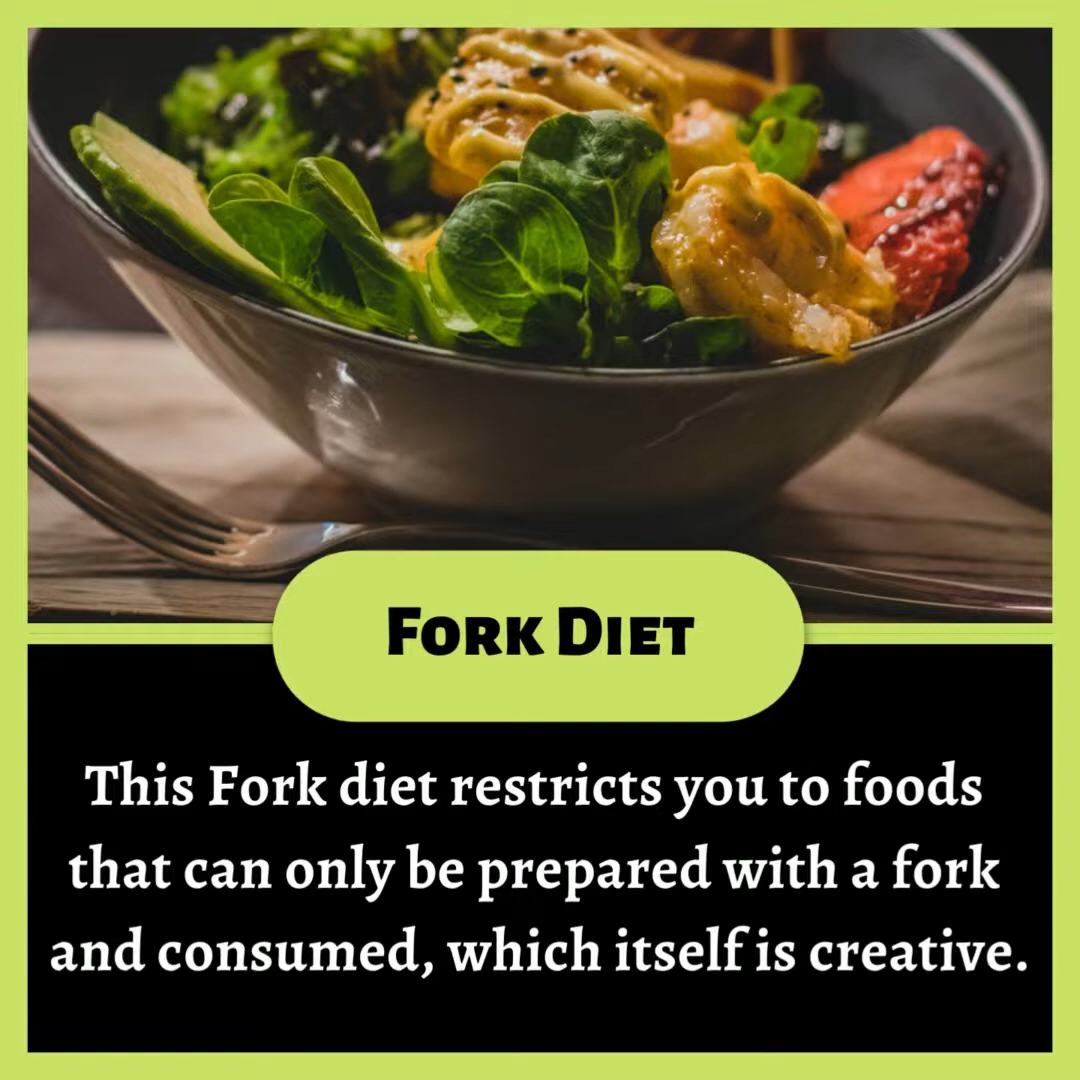 Fork Diet
This Fork diet restricts you to foods
that can only be prepared with a fork
and consumed, which itself is creative.